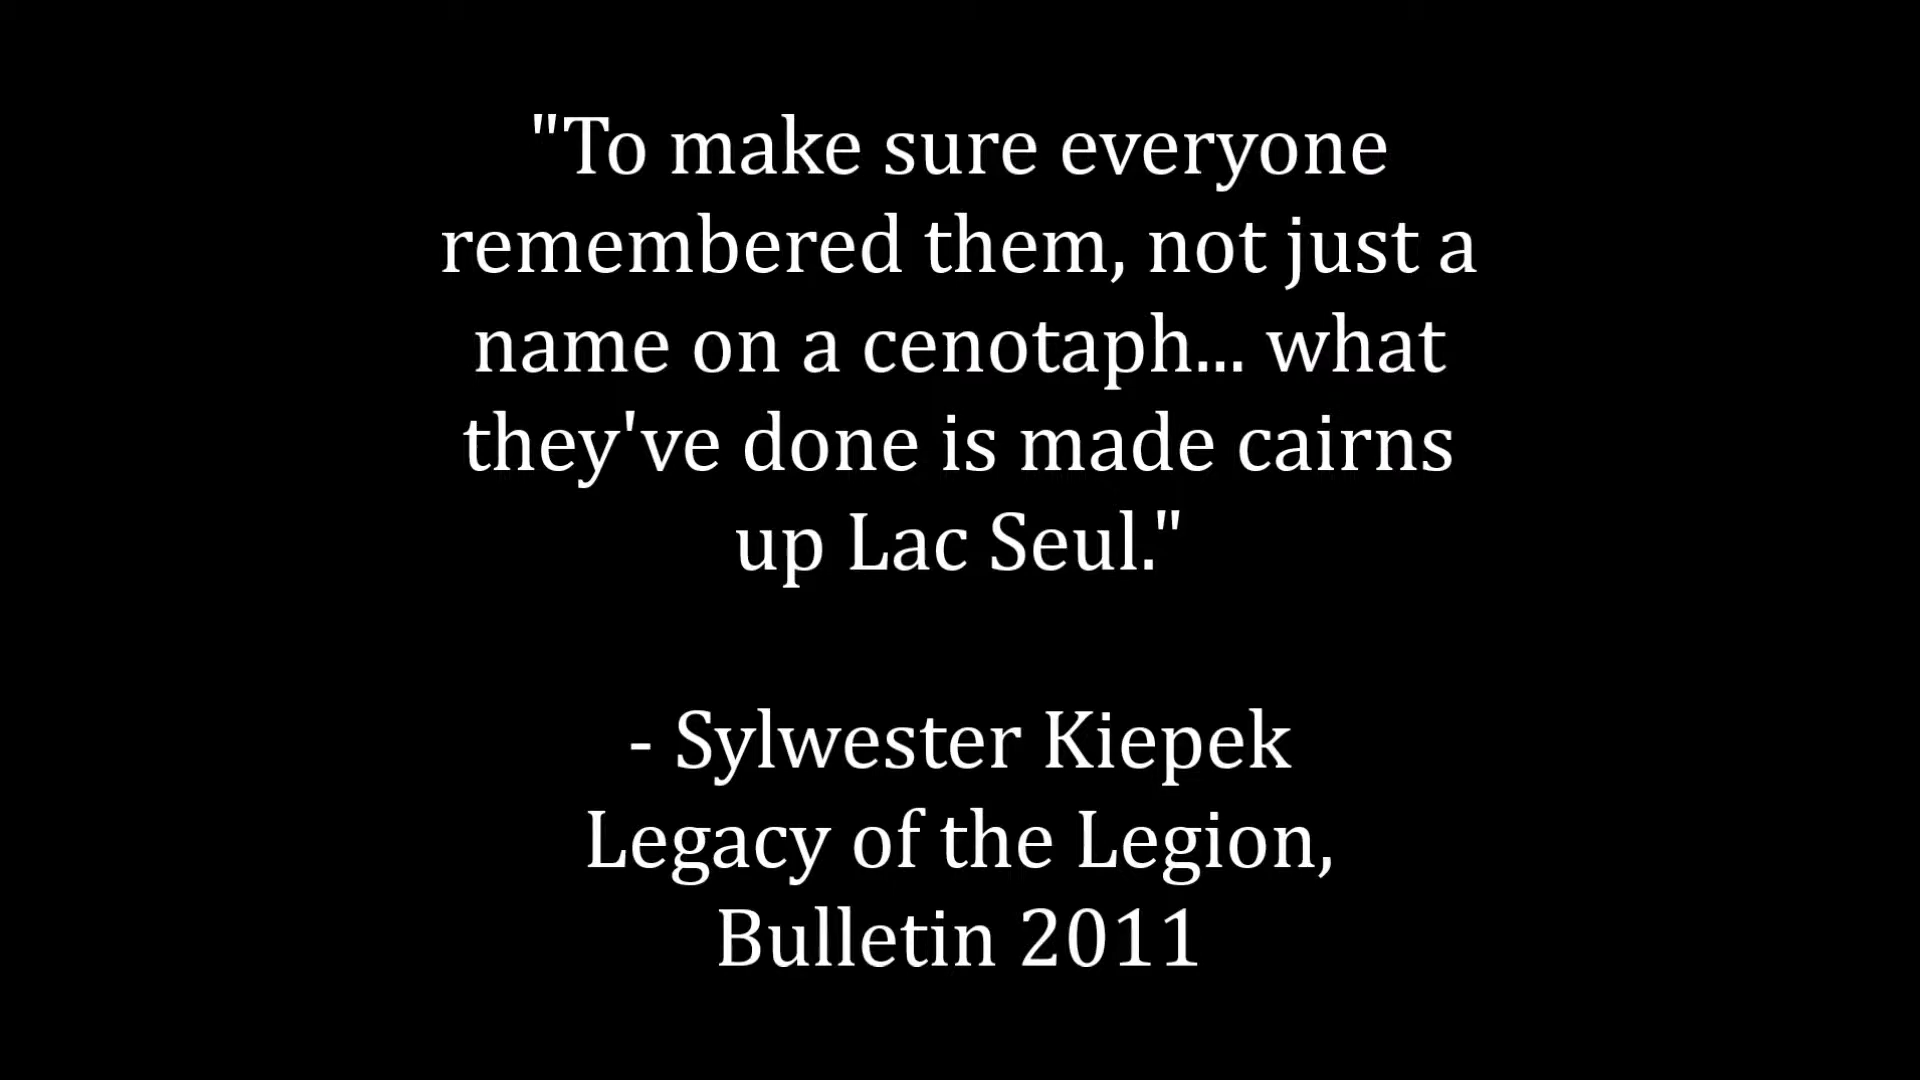 "To make sure everyone
remembered them, not just a
name on a cenotaph... what
they've done is made cairns
up Lac Seul."
- Sylwester Kiepek
Legacy of the Legion,
Bulletin 2011